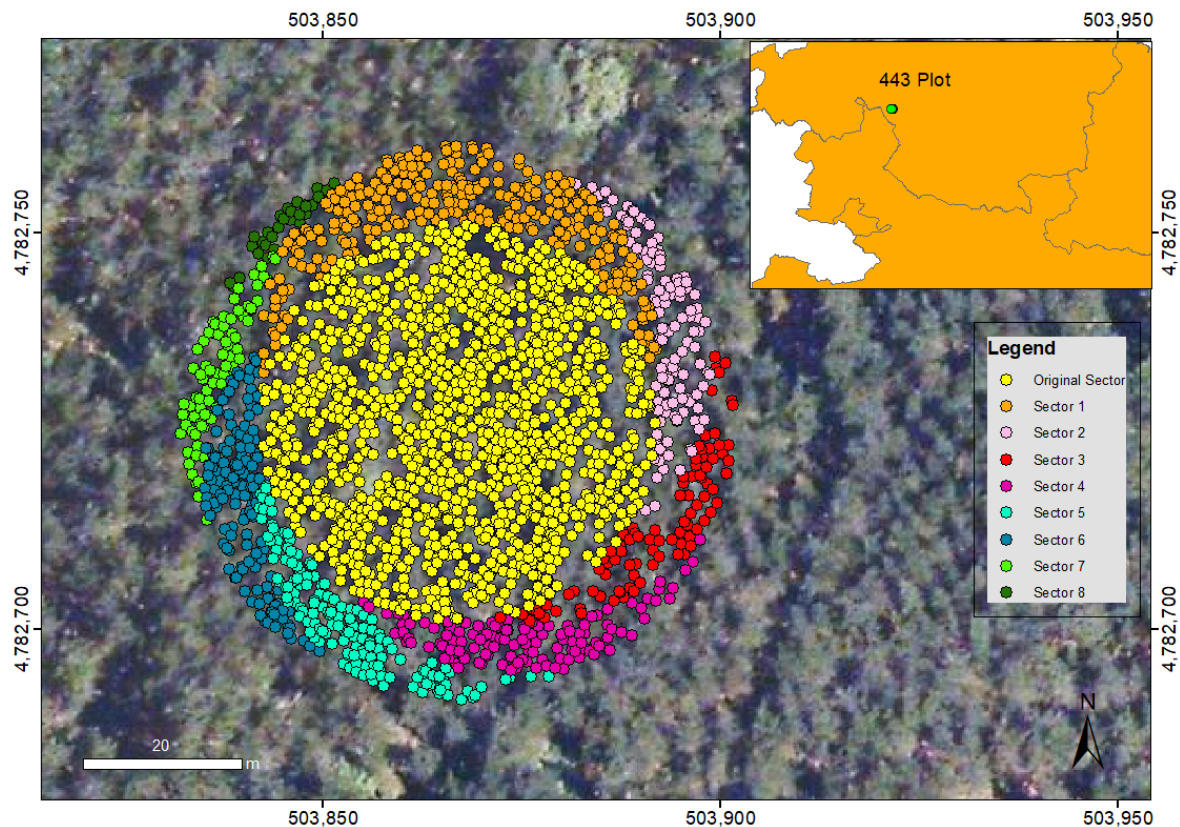 503,850 503,900 503,950
443 Plot
4,782,750 4,782,750
Legend
Original Sector
Sector 1
Sector 2
Sector 3
Sector 4
Sector 5
Sector 6
Sector 7
Sector 8
4,782,700 4,782,700
N
20
m
503,850 503,900 503,950